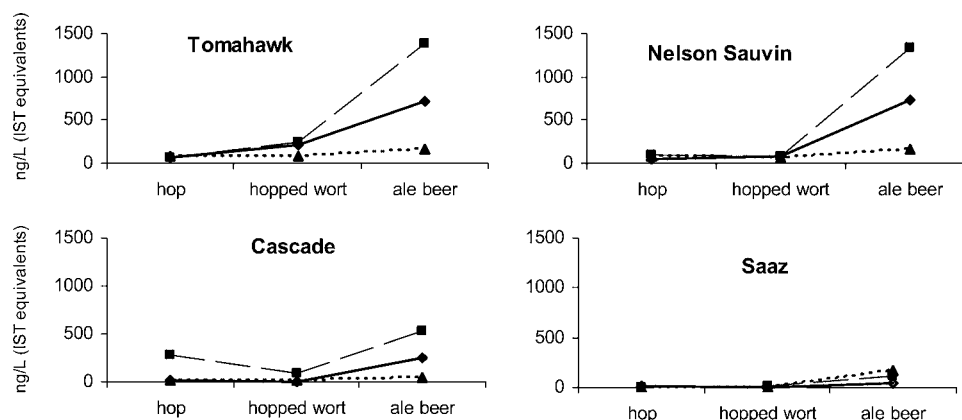 Tomahawk
ng/L (IST equivalents)
1500
1000
500
0
hop hopped wort ale beer
Nelson Sauvin
1500
1000
500
0
hop hopped wort ale beer
Cascade
ng/L (IST equivalents)
1500
1000
500
0
hop hopped wort ale beer
Saaz
1500
1000
500
0
hop hopped wort ale beer